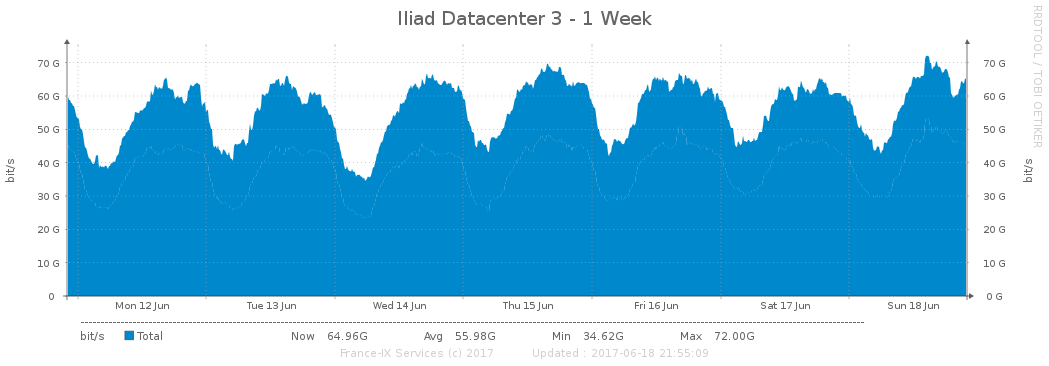 Iliad Datacenter 3 - 1 Week
RRDTOOL / TOBI OETIKER
70 G 70 G
60 G 60 G
50 G 50 G
40 G 40 G
30 G 30 G
20 G 20 G
10 G 10 G
0 0 G
bit/s bit/s
Mon 12 Jun Tue 13 Jun Wed 14 Jun Thu 15 Jun Fri 16 Jun Sat 17 Jun Sun 18 Jun
bit/s Total Now 64.96G Avg 55.98G Min 34.62G Max 72.00G
France-IX Services (c) 2017 Updated : 2017-06-18 21:55:09